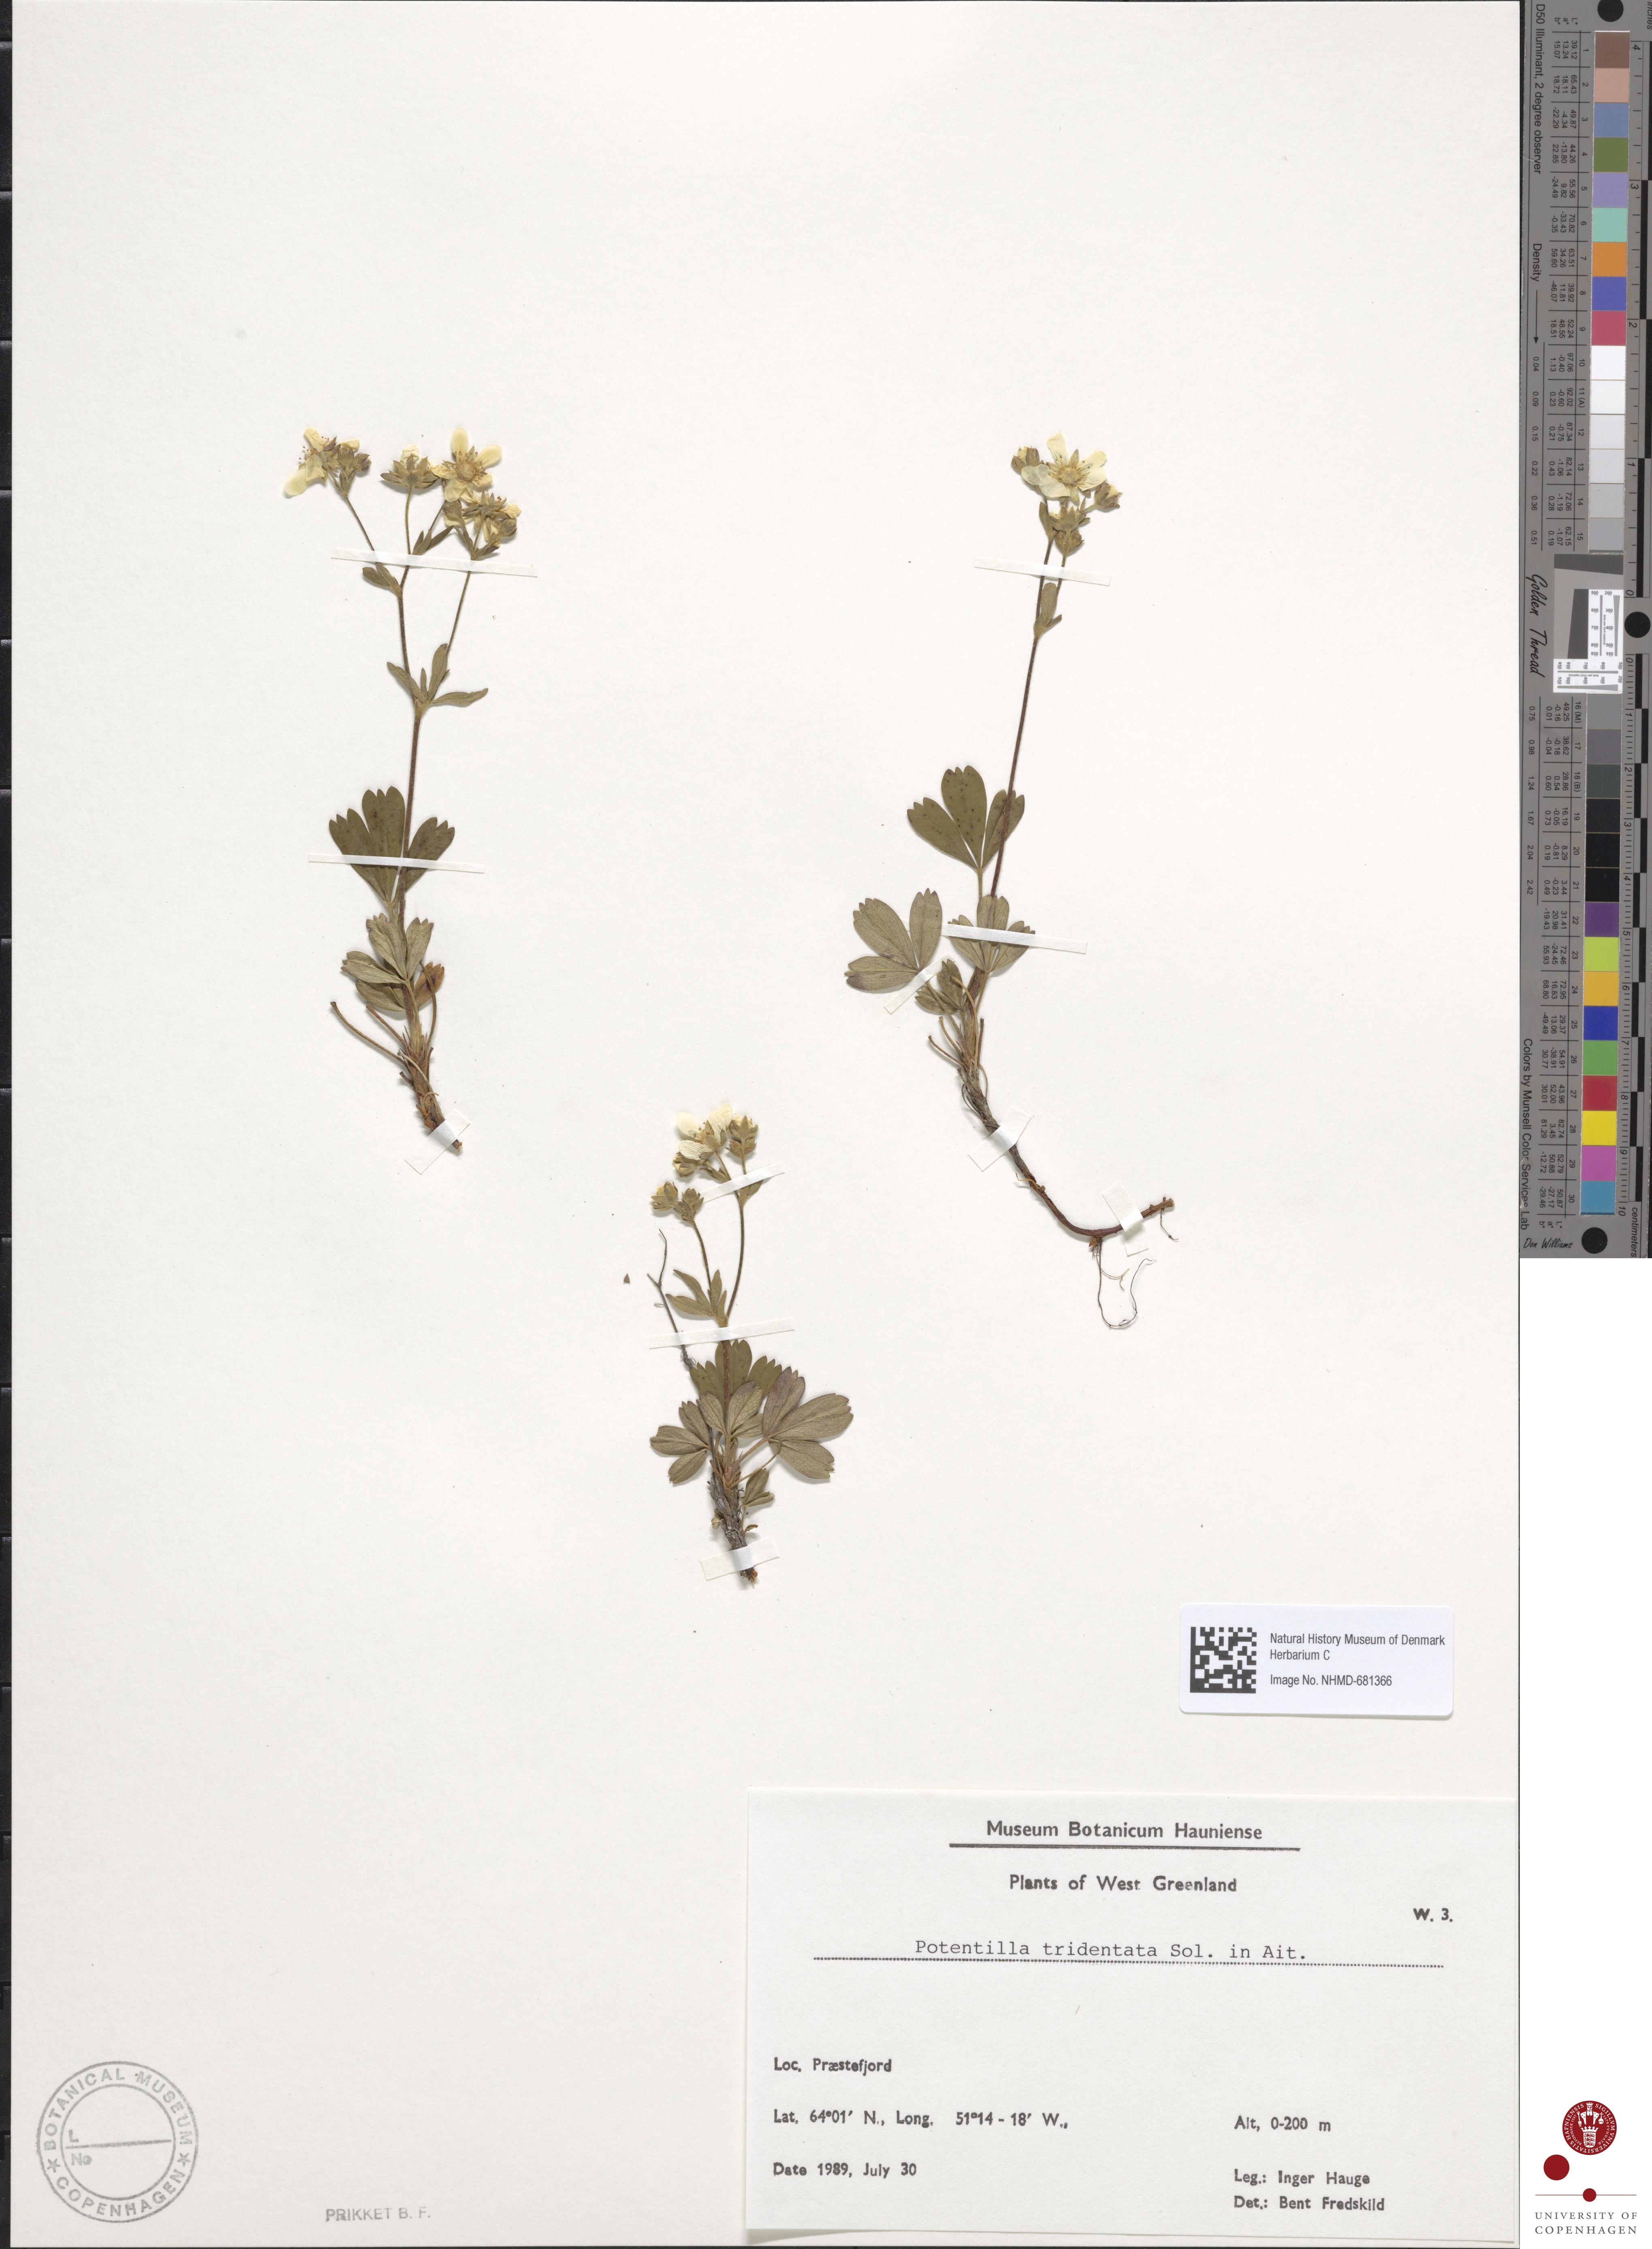 Natural History Museum of Denmark
Herbarium C
Image No. NHMD-681366
Museum Botanicum Hauniense
Plants of West Greenland
W. 3.
Potentilla tridentata Sol. in Ait.
Loc. Præstefjord
Lat. 64°01′ N., Long. 51°14 - 18′ W.,
Alt, 0-200 m
Date 1989, July 30
Leg.: Inger Hauge
Det.: Bent Fredskild
BOTANICAL MUSEUM
L
No
COPENHAGEN
PRIKKET B. F.
D50 Illuminant, 2 degree observer
Density
Golden Thread
Colors by Munsell Color Services Lab
Don Williams
inches
centimeters
UNIVERSITY OF
COPENHAGEN